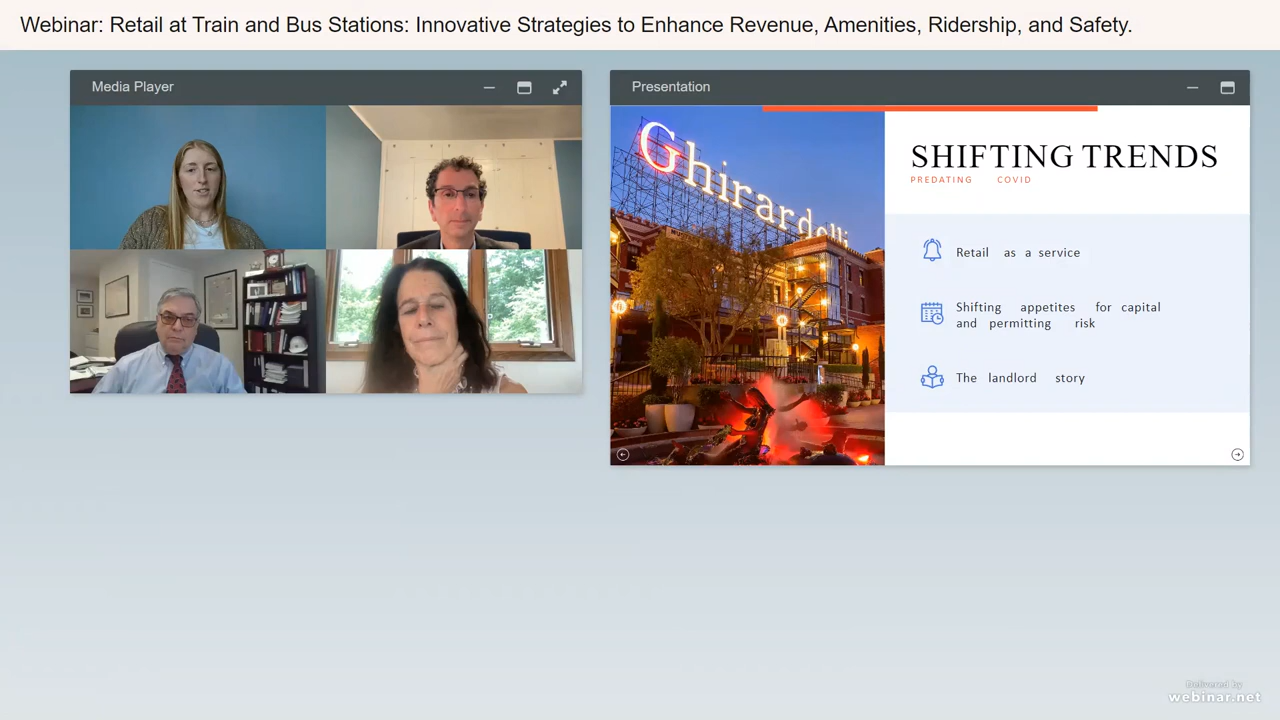 Webinar: Retail at Train and Bus Stations: Innovative Strategies to Enhance Revenue, Amenities, Ridership, and Safety.
Media Player
Presentation
Ghirardelli
SHIFTING TRENDS
PREDATING COVID
Retail as a service
Shifting appetites for capital
and permitting risk
The landlord story
Delivered by
webinar.net